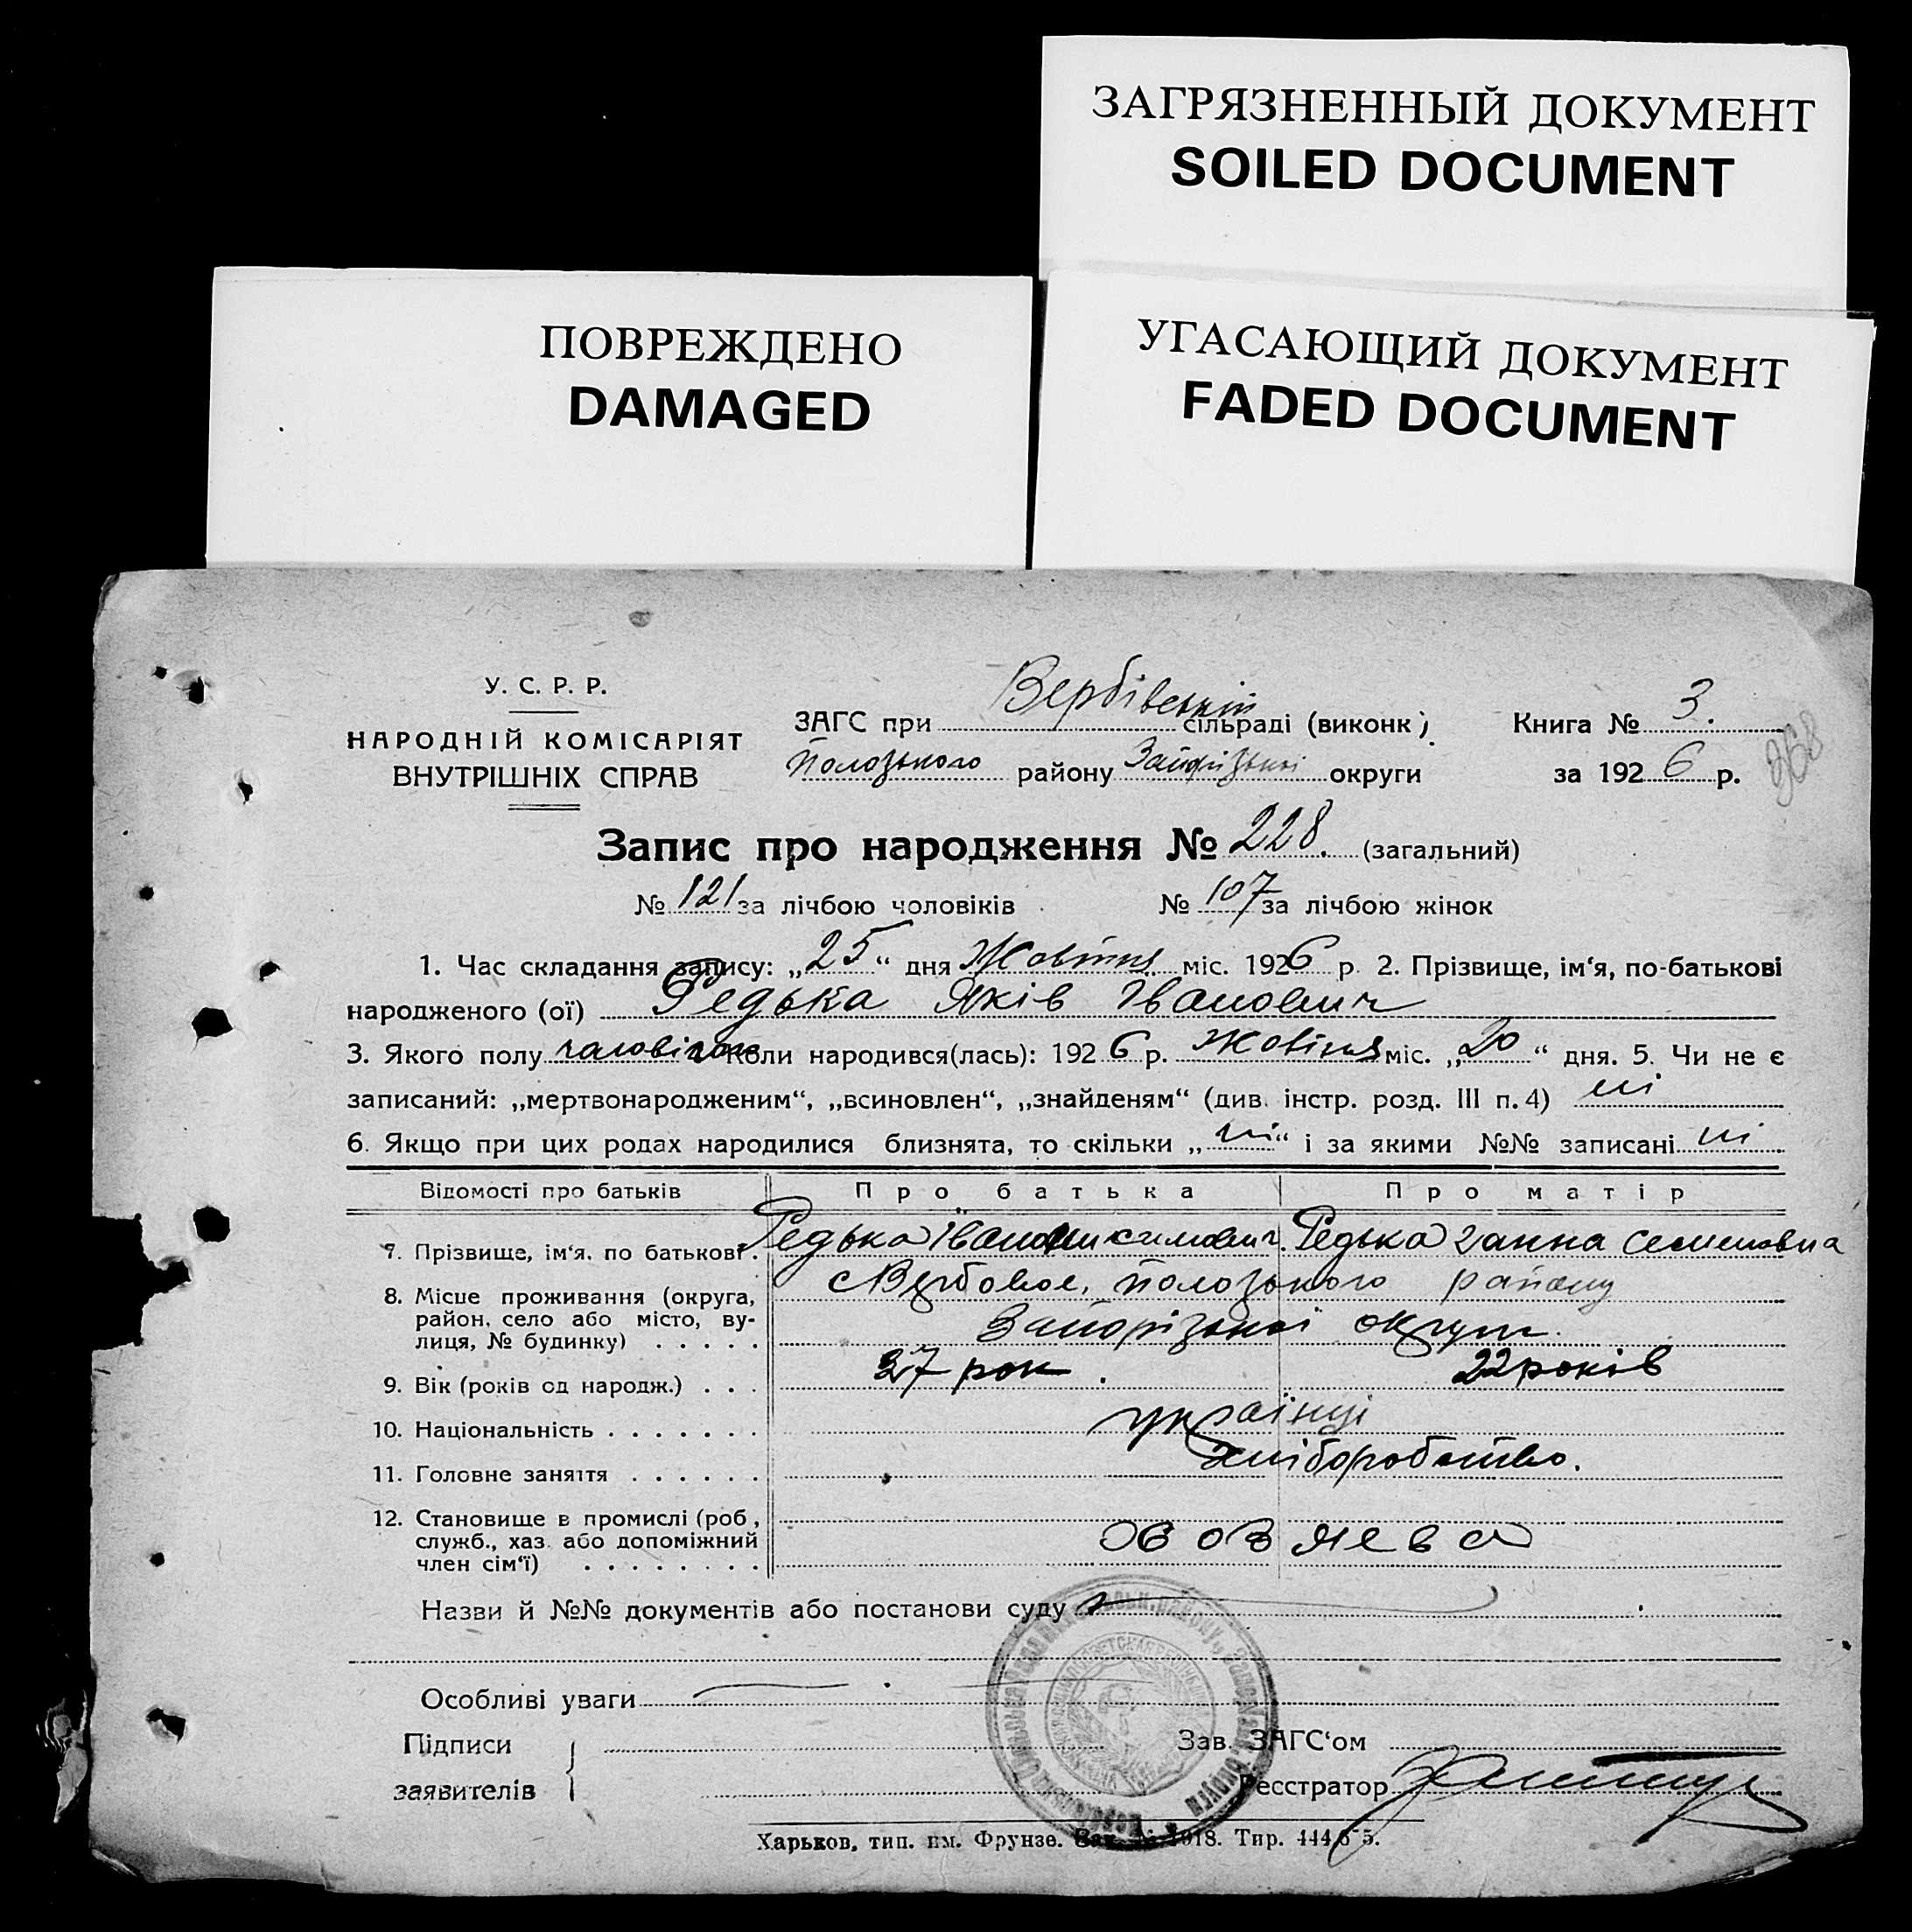 ЗАГРЯЗНЕННЫЙ ДОКУМЕНТ
SOILED DOCUMENT
ПОВРЕЖДЕНО
DAMAGED
УГАСАЮЩИЙ ДОКУМЕНТ
FADED DOCUMENT
У. С. Р. Р.
НАРОДНІЙ КОМІСАРІЯТ
ВНУТРІШНІХ СПРАВ
ЗАГС при Вербівській сільраді (виконк.)
Пологського району Запорізької округи
Книга № 3.
за 1926 р.
268
Запис про народження № 228. (загальний)
№ 121 за лічбою чоловіків № 107 за лічбою жінок
1. Час складання запису: „25“ дня Жовтня міс. 1926 р. 2. Прізвище, ім‘я, по-батькові
народженого (ої) Редька Яків Іванович
3. Якого полу чоловічого Коли народився(лась): 1926 р. Жовтня міс. „20“ дня. 5. Чи не є
записаний: „мертвонародженим“, „всиновлен“, „знайденям“ (див. інстр. розд. III п. 4) ні
6. Якщо при цих родах народилися близнята, то скільки „ні“ і за якими №№ записані ні
Відомості про батьків Про батька Про матір
7. Прізвище, ім‘я, по батькові. Редька Іван Редька Ганна Семеновна
8. Місце проживання (округа, район, село або місто, вулиця, № будинку) с Вербовое, Пологського району
Запорізької округи.
9. Вік (років од народж.) 27 рок. 22 років
10. Національність українці
11. Головне заняття хліборобство.
12. Становище в промислі (роб., служб., хаз. або допоміжний член сім‘ї)
Назви й №№ документів або постанови суду
Особливі уваги
Підписи
заявителів
Зав. ЗАГС‘ом
Реєстратор
Харьков, тип. им. Фрунзе.